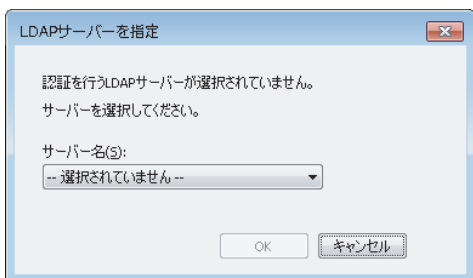 LDAPサーバーを指定
認証を行うLDAPサーバーが選択されていません。
サーバーを選択してください。
サーバー名(S):
-- 選択されていません --
OK
キャンセル